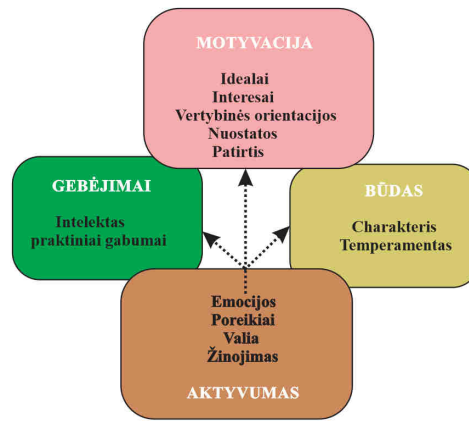 MOTYVACIJA
Idealai
Interesai
Vertybinės orientacijos
Nuostatos
Patirtis
GEBĖJIMAI
Intelektas
praktiniai gabumai
BŪDAS
Charakteris
Temperamentas
Emocijos
Poreikiai
Valia
Žinojimas
AKTYVUMAS